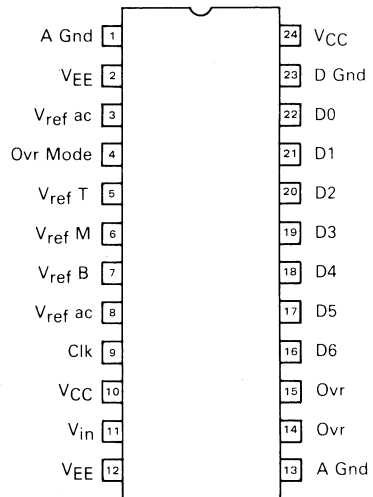 A Gnd 1 24 VCC
VEE 2 23 D Gnd
Vref ac 3 22 D0
Ovr Mode 4 21 D1
Vref T 5 20 D2
Vref M 6 19 D3
Vref B 7 18 D4
Vref ac 8 17 D5
Clk 9 16 D6
VCC 10 15 Ovr
Vin 11 14 Ovr
VEE 12 13 A Gnd